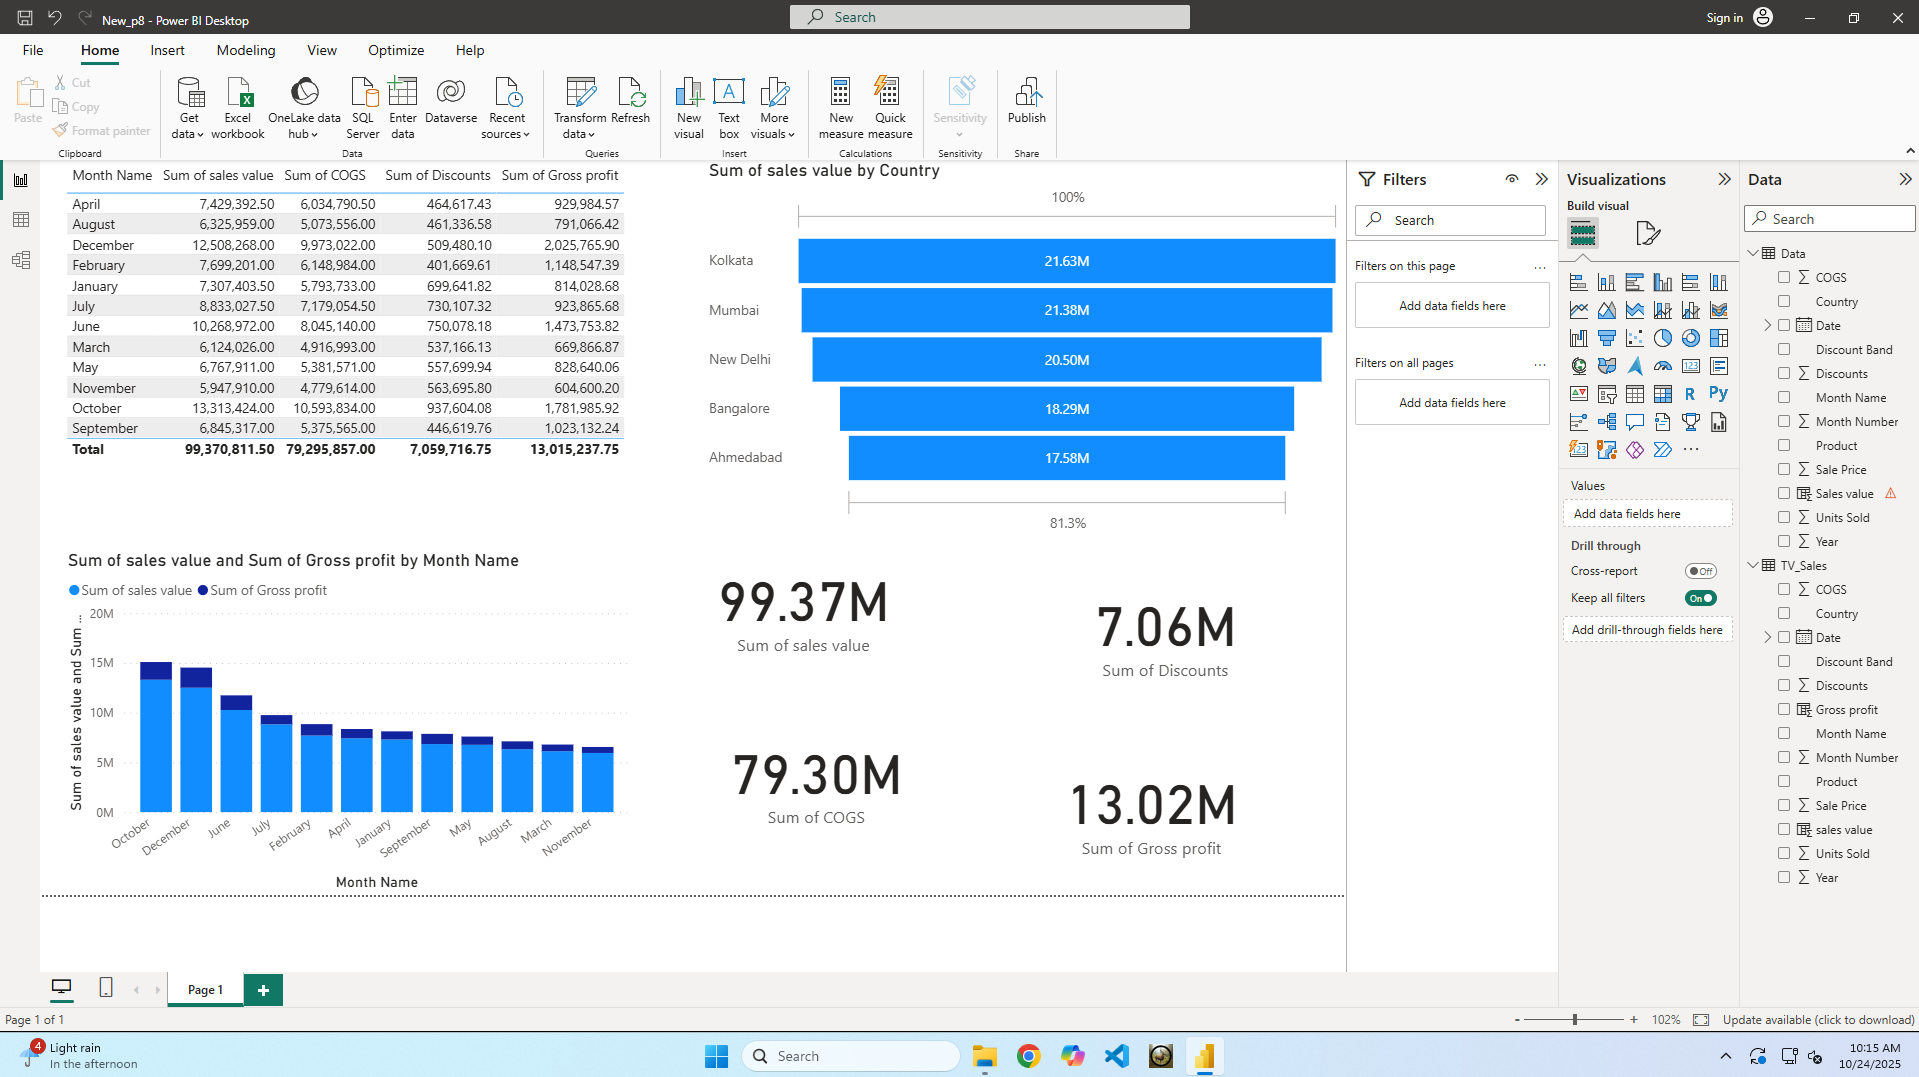 New_p8 - Power BI Desktop
Search
Sign in
File Home Insert Modeling View Optimize Help
Paste
Cut
Copy
Format painter
Clipboard
Get data
Excel workbook
OneLake data hub
SQL Server
Enter data
Dataverse
Recent sources
Data
Transform data
Refresh
Queries
New visual
Text box
More visuals
Insert
New measure
Quick measure
Calculations
Sensitivity
Sensitivity
Publish
Share
Month Name Sum of sales value Sum of COGS Sum of Discounts Sum of Gross profit
April 7,429,392.50 6,034,790.50 464,617.43 929,984.57
August 6,325,959.00 5,073,556.00 461,336.58 791,066.42
December 12,508,268.00 9,973,022.00 509,480.10 2,025,765.90
February 7,699,201.00 6,148,984.00 401,669.61 1,148,547.39
January 7,307,403.50 5,793,733.00 699,641.82 814,028.68
July 8,833,027.50 7,179,054.50 730,107.32 923,865.68
June 10,268,972.00 8,045,140.00 750,078.18 1,473,753.82
March 6,124,026.00 4,916,993.00 537,166.13 669,866.87
May 6,767,911.00 5,381,571.00 557,699.94 828,640.06
November 5,947,910.00 4,779,614.00 563,695.80 604,600.20
October 13,313,424.00 10,593,834.00 937,604.08 1,781,985.92
September 6,845,317.00 5,375,565.00 446,619.76 1,023,132.24
Total 99,370,811.50 79,295,857.00 7,059,716.75 13,015,237.75
Sum of sales value by Country
100%
Kolkata 21.63M
Mumbai 21.38M
New Delhi 20.50M
Bangalore 18.29M
Ahmedabad 17.58M
81.3%
Sum of sales value and Sum of Gross profit by Month Name
Sum of sales value Sum of Gross profit
Sum of sales value and Sum ...
20M
15M
10M
5M
0M
October December June July February April January September May August March November
Month Name
99.37M
Sum of sales value
7.06M
Sum of Discounts
79.30M
Sum of COGS
13.02M
Sum of Gross profit
Filters
Search
Filters on this page ...
Add data fields here
Filters on all pages ...
Add data fields here
Visualizations
Build visual
123
R
Py
123
...
Values
Add data fields here
Drill through
Cross-report Off
Keep all filters On
Add drill-through fields here
Data
Search
Data
COGS
Country
Date
Discount Band
Discounts
Month Name
Month Number
Product
Sale Price
Sales value
Units Sold
Year
TV_Sales
COGS
Country
Date
Discount Band
Discounts
Gross profit
Month Name
Month Number
Product
Sale Price
sales value
Units Sold
Year
Page 1
+
Page 1 of 1
- + 102%
Update available (click to download)
4
Light rain
In the afternoon
Search
10:15 AM
10/24/2025